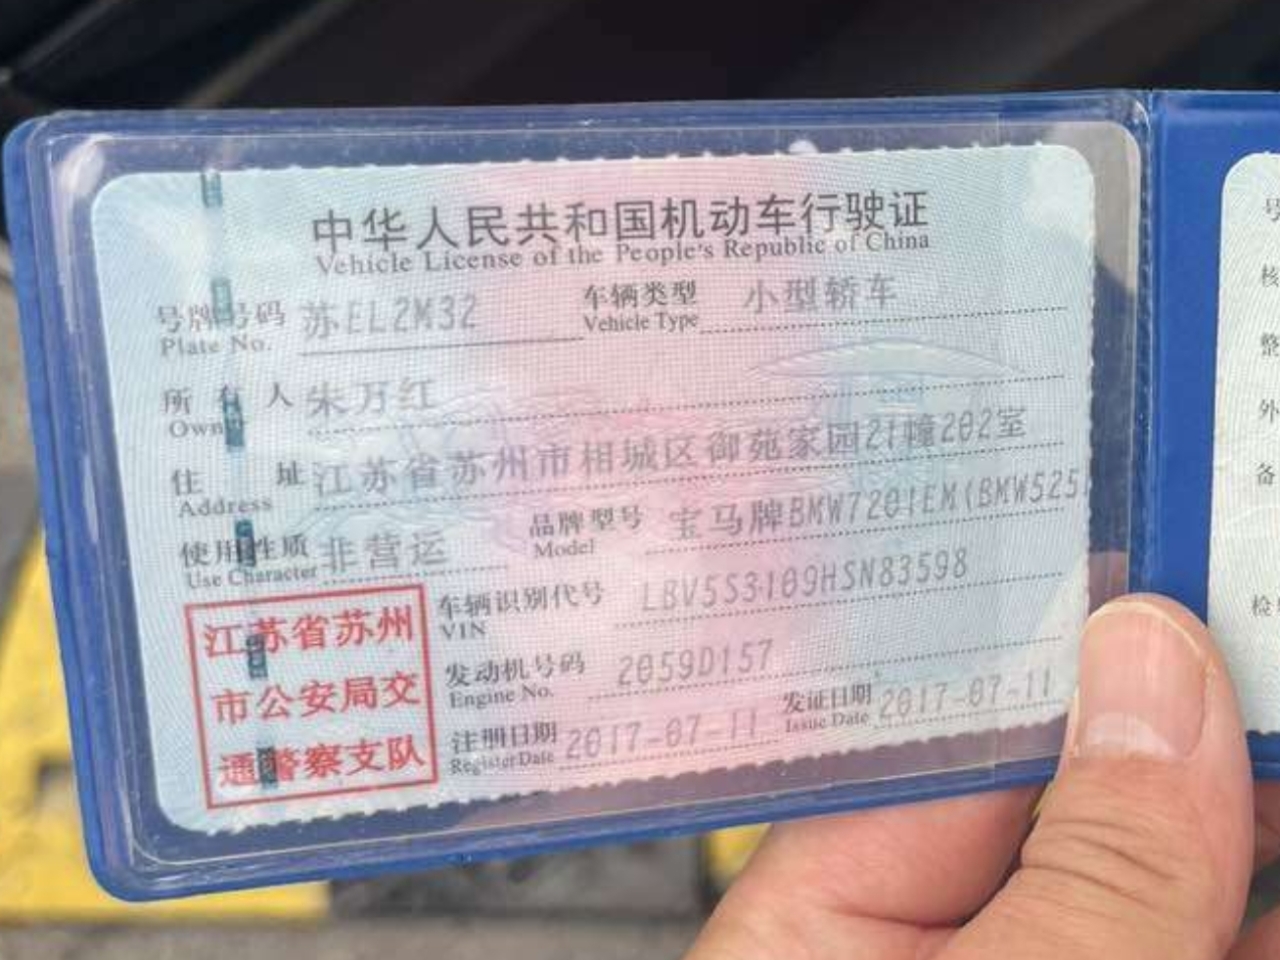 中华人民共和国机动车行驶证
Vehicle License of the People's Republic of China
号牌号码 苏EL2M32 车辆类型 小型轿车
Plate No. Vehicle Type
所有人 朱万红
Owner
住址 江苏省苏州市相城区御苑家园21幢202室
Address
使用性质 非营运 品牌型号 宝马牌BMW7201EM(BMW525
Use Character Model
车辆识别代号 LBV5S3109HSN83598
VIN
发动机号码 2059D157
Engine No.
注册日期 2017-07-11 发证日期 2017-07-11
Register Date Issue Date
江苏省苏州
市公安局交
通警察支队
号
核
整
外
备
检